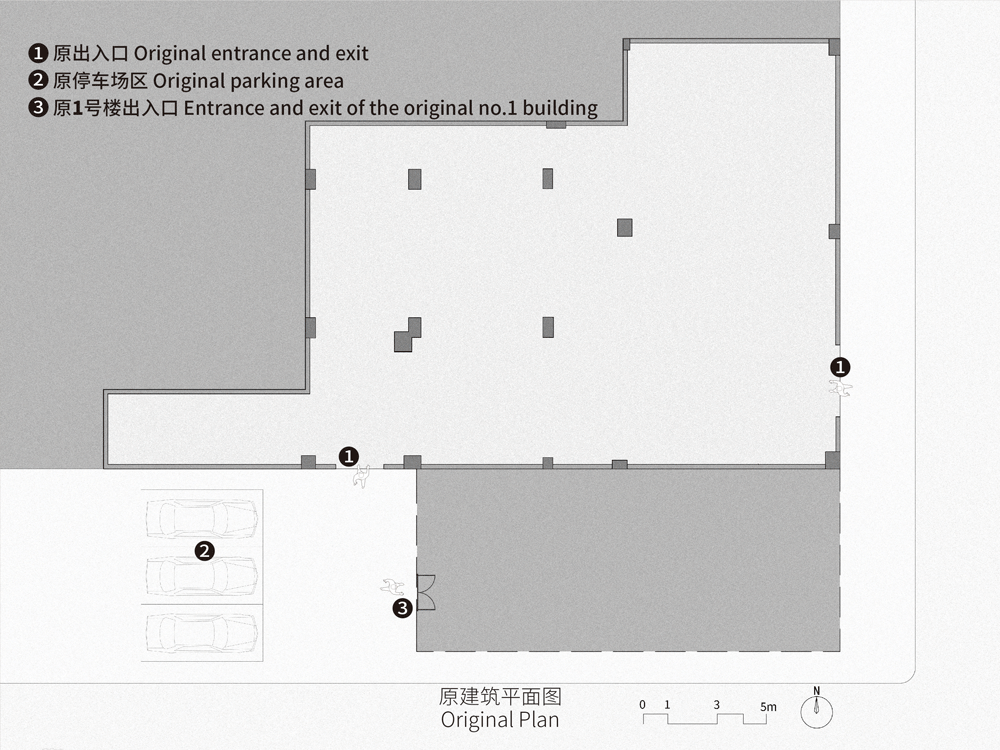 ❶ 原出入口 Original entrance and exit
❷ 原停车场区 Original parking area
❸ 原1号楼出入口 Entrance and exit of the original no.1 building
❶
❶
❷
❸
原建筑平面图
Original Plan
0 1 3 5m
N